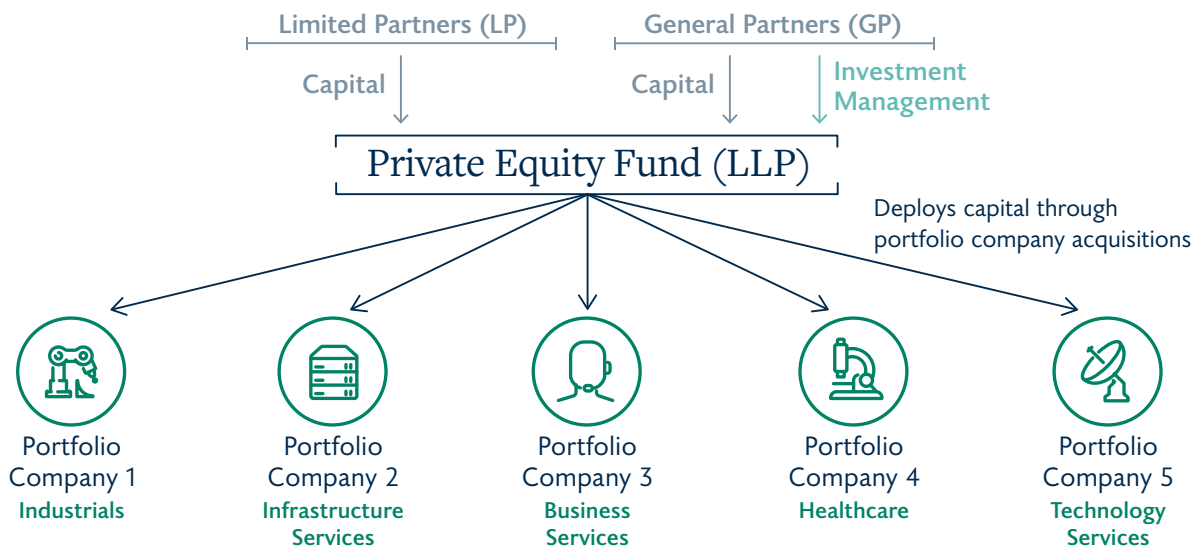 Limited Partners (LP)
General Partners (GP)
Capital
Capital
Investment
Management
Private Equity Fund (LLP)
Deploys capital through
portfolio company acquisitions
Portfolio
Company 1
Industrials
Portfolio
Company 2
Infrastructure
Services
Portfolio
Company 3
Business
Services
Portfolio
Company 4
Healthcare
Portfolio
Company 5
Technology
Services